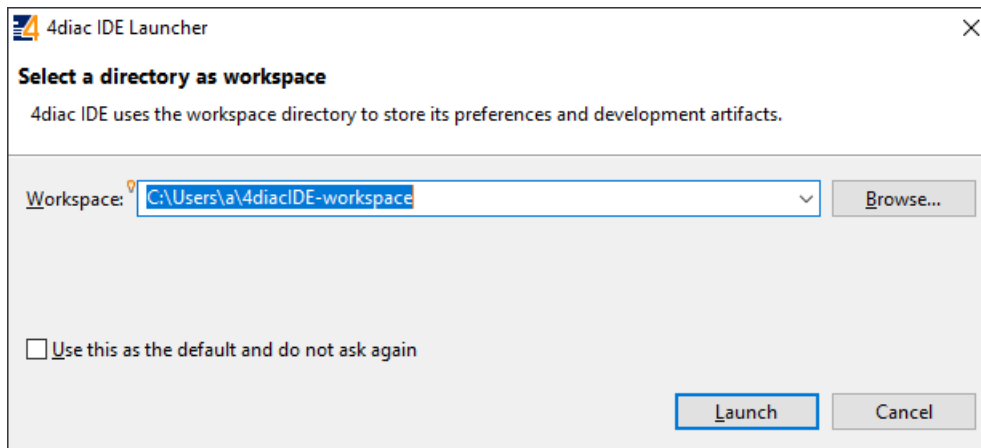 4diac IDE Launcher
Select a directory as workspace
4diac IDE uses the workspace directory to store its preferences and development artifacts.
Workspace: C:\Users\a\4diacIDE-workspace Browse...
Use this as the default and do not ask again
Launch Cancel